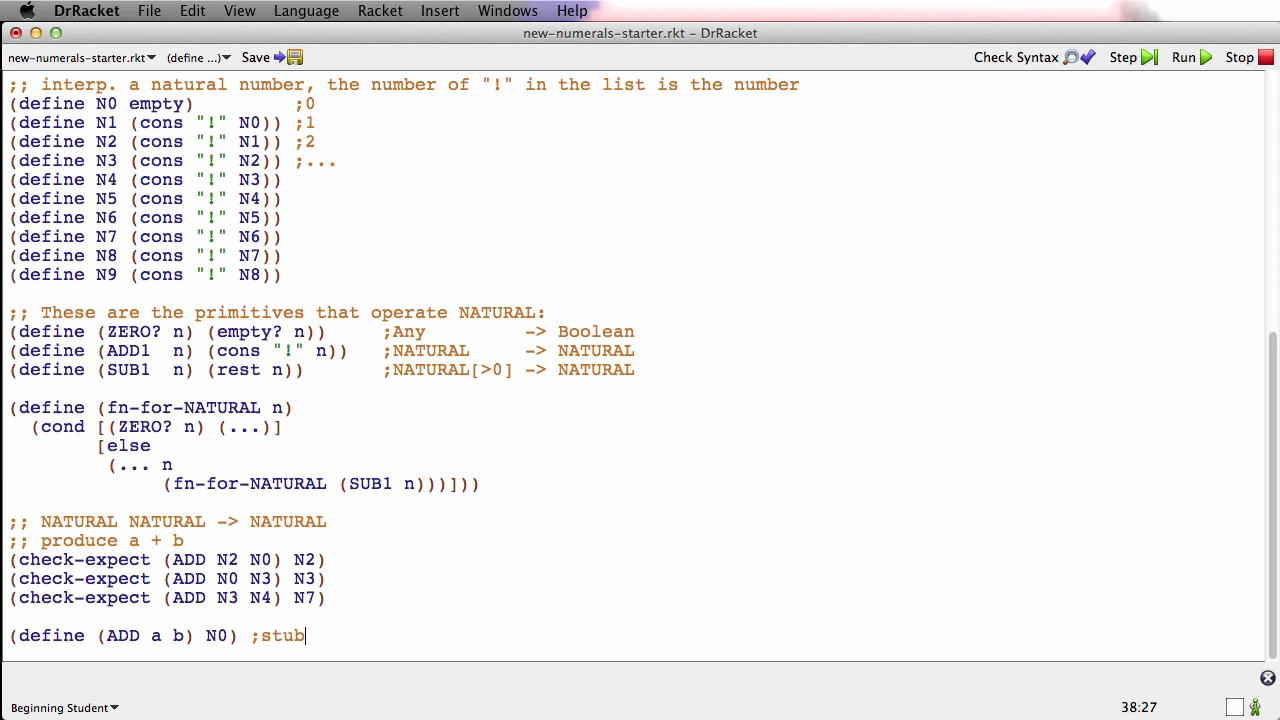 DrRacket File Edit View Language Racket Insert Windows Help
new-numerals-starter.rkt - DrRacket
new-numerals-starter.rkt (define ...) Save Check Syntax Step Run Stop
;; interp. a natural number, the number of "!" in the list is the number
(define N0 empty)         ;0
(define N1 (cons "!" N0)) ;1
(define N2 (cons "!" N1)) ;2
(define N3 (cons "!" N2)) ;...
(define N4 (cons "!" N3))
(define N5 (cons "!" N4))
(define N6 (cons "!" N5))
(define N7 (cons "!" N6))
(define N8 (cons "!" N7))
(define N9 (cons "!" N8))
;; These are the primitives that operate NATURAL:
(define (ZERO? n) (empty? n))     ;Any         -> Boolean
(define (ADD1  n) (cons "!" n))   ;NATURAL     -> NATURAL
(define (SUB1  n) (rest n))       ;NATURAL[>0] -> NATURAL
(define (fn-for-NATURAL n)
  (cond [(ZERO? n) (...)]
        [else
         (... n
              (fn-for-NATURAL (SUB1 n)))]))
;; NATURAL NATURAL -> NATURAL
;; produce a + b
(check-expect (ADD N2 N0) N2)
(check-expect (ADD N0 N3) N3)
(check-expect (ADD N3 N4) N7)
(define (ADD a b) N0) ;stub
Beginning Student 38:27